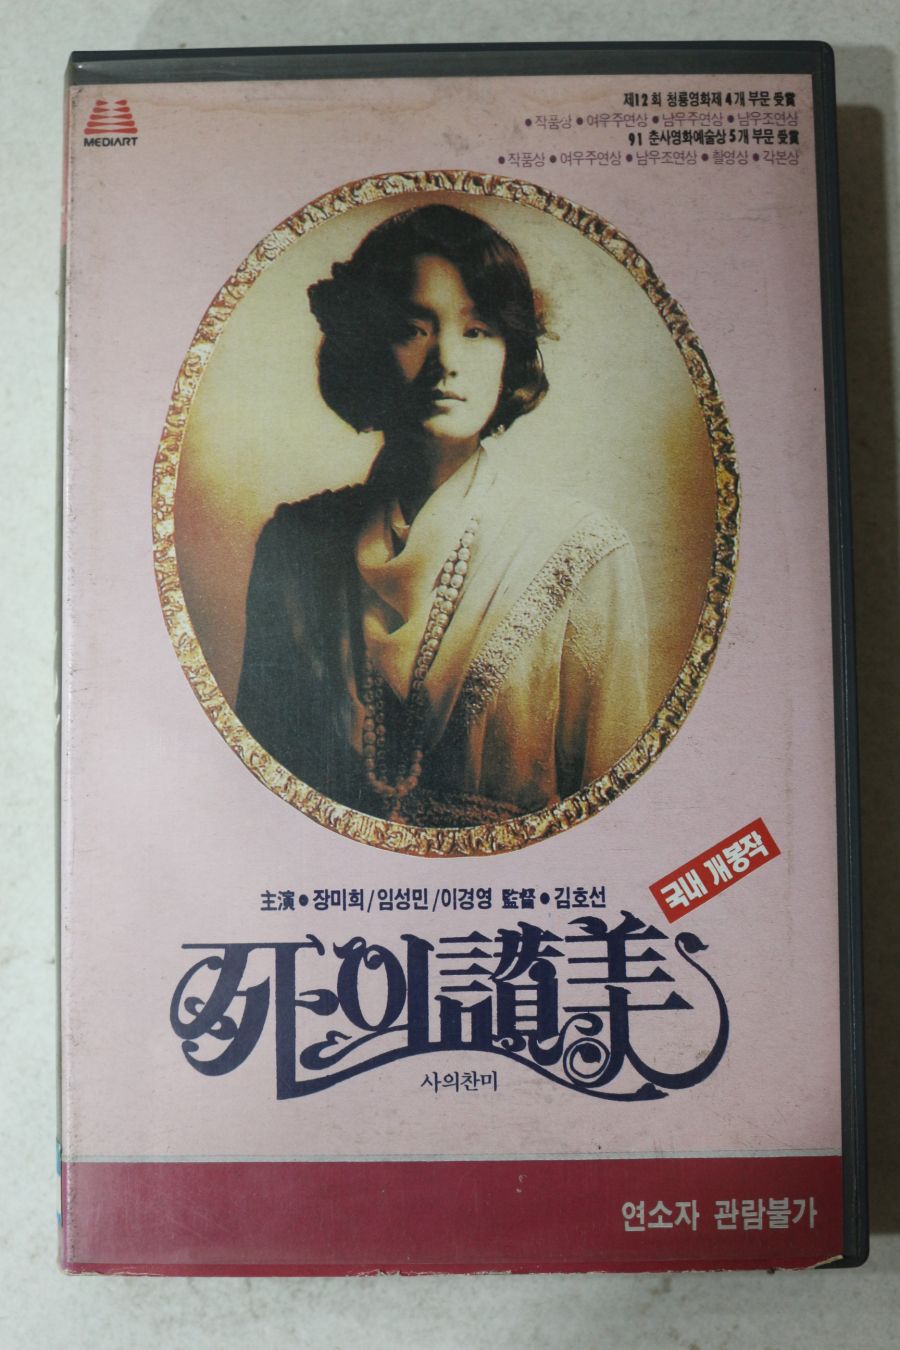 MEDIART
제12회 청룡영화제 4개 부문 受賞
● 작품상 ● 여우주연상 ● 남우주연상 ● 남우조연상
91 춘사영화예술상 5개 부문 受賞
● 작품상 ● 여우주연상 ● 남우조연상 ● 촬영상 ● 각본상
국내 개봉작
主演 ● 장미희/임성민/이경영 監督 ● 김호선
死의 讚美
사의찬미
연소자 관람불가